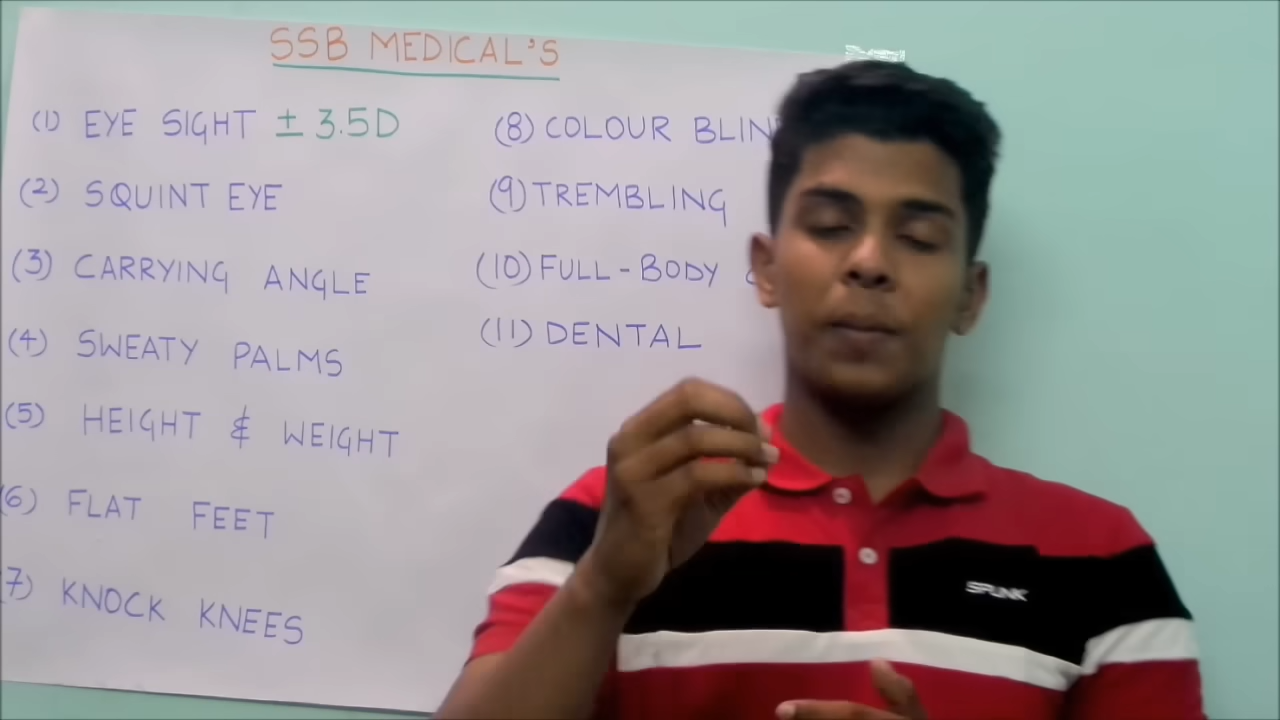 SSB MEDICAL'S
(1) EYE SIGHT ± 3.5D
(2) SQUINT EYE
(3) CARRYING ANGLE
(4) SWEATY PALMS
(5) HEIGHT & WEIGHT
(6) FLAT FEET
7) KNOCK KNEES
(8) COLOUR BLIN
(9) TREMBLING
(10) FULL-BODY
(11) DENTAL
SPUNK